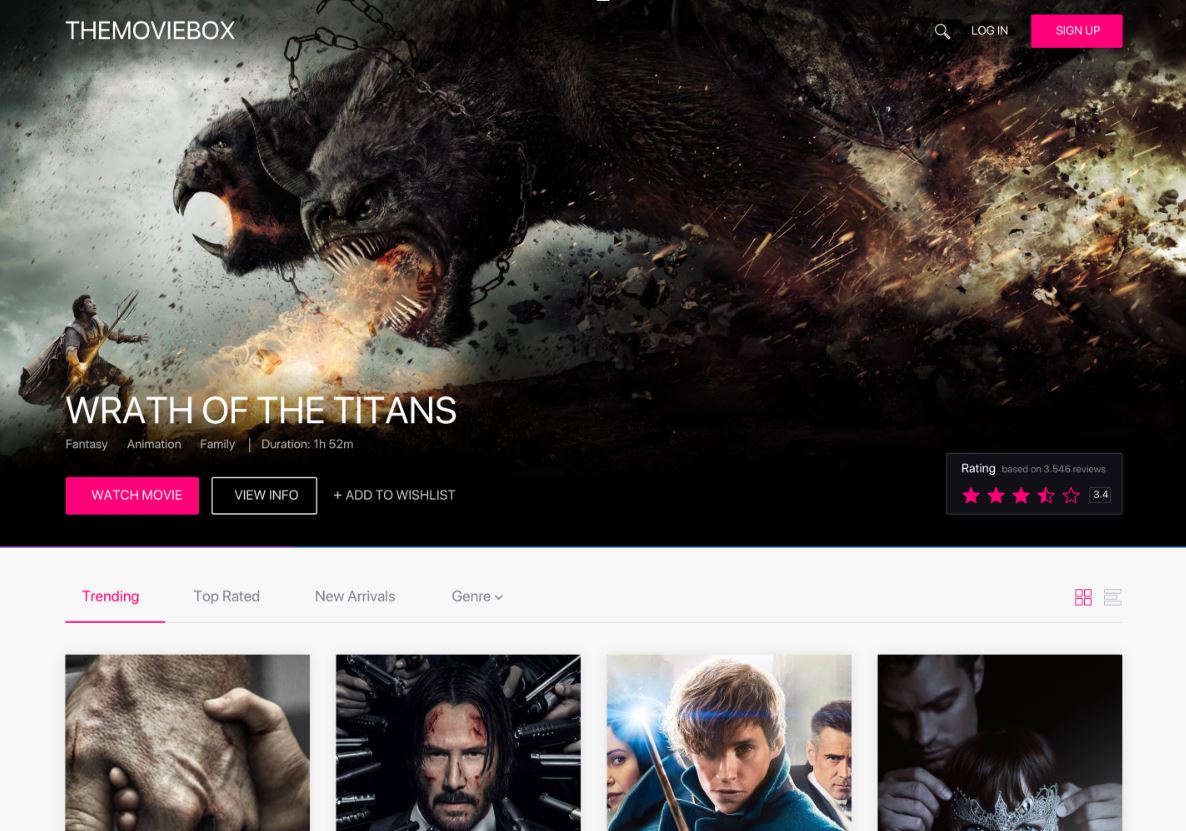 THEMOVIEBOX
LOG IN
SIGN UP
WRATH OF THE TITANS
Fantasy Animation Family | Duration: 1h 52m
Rating based on 3.546 reviews
3.4
WATCH MOVIE
VIEW INFO
+ ADD TO WISHLIST
Trending
Top Rated
New Arrivals
Genre